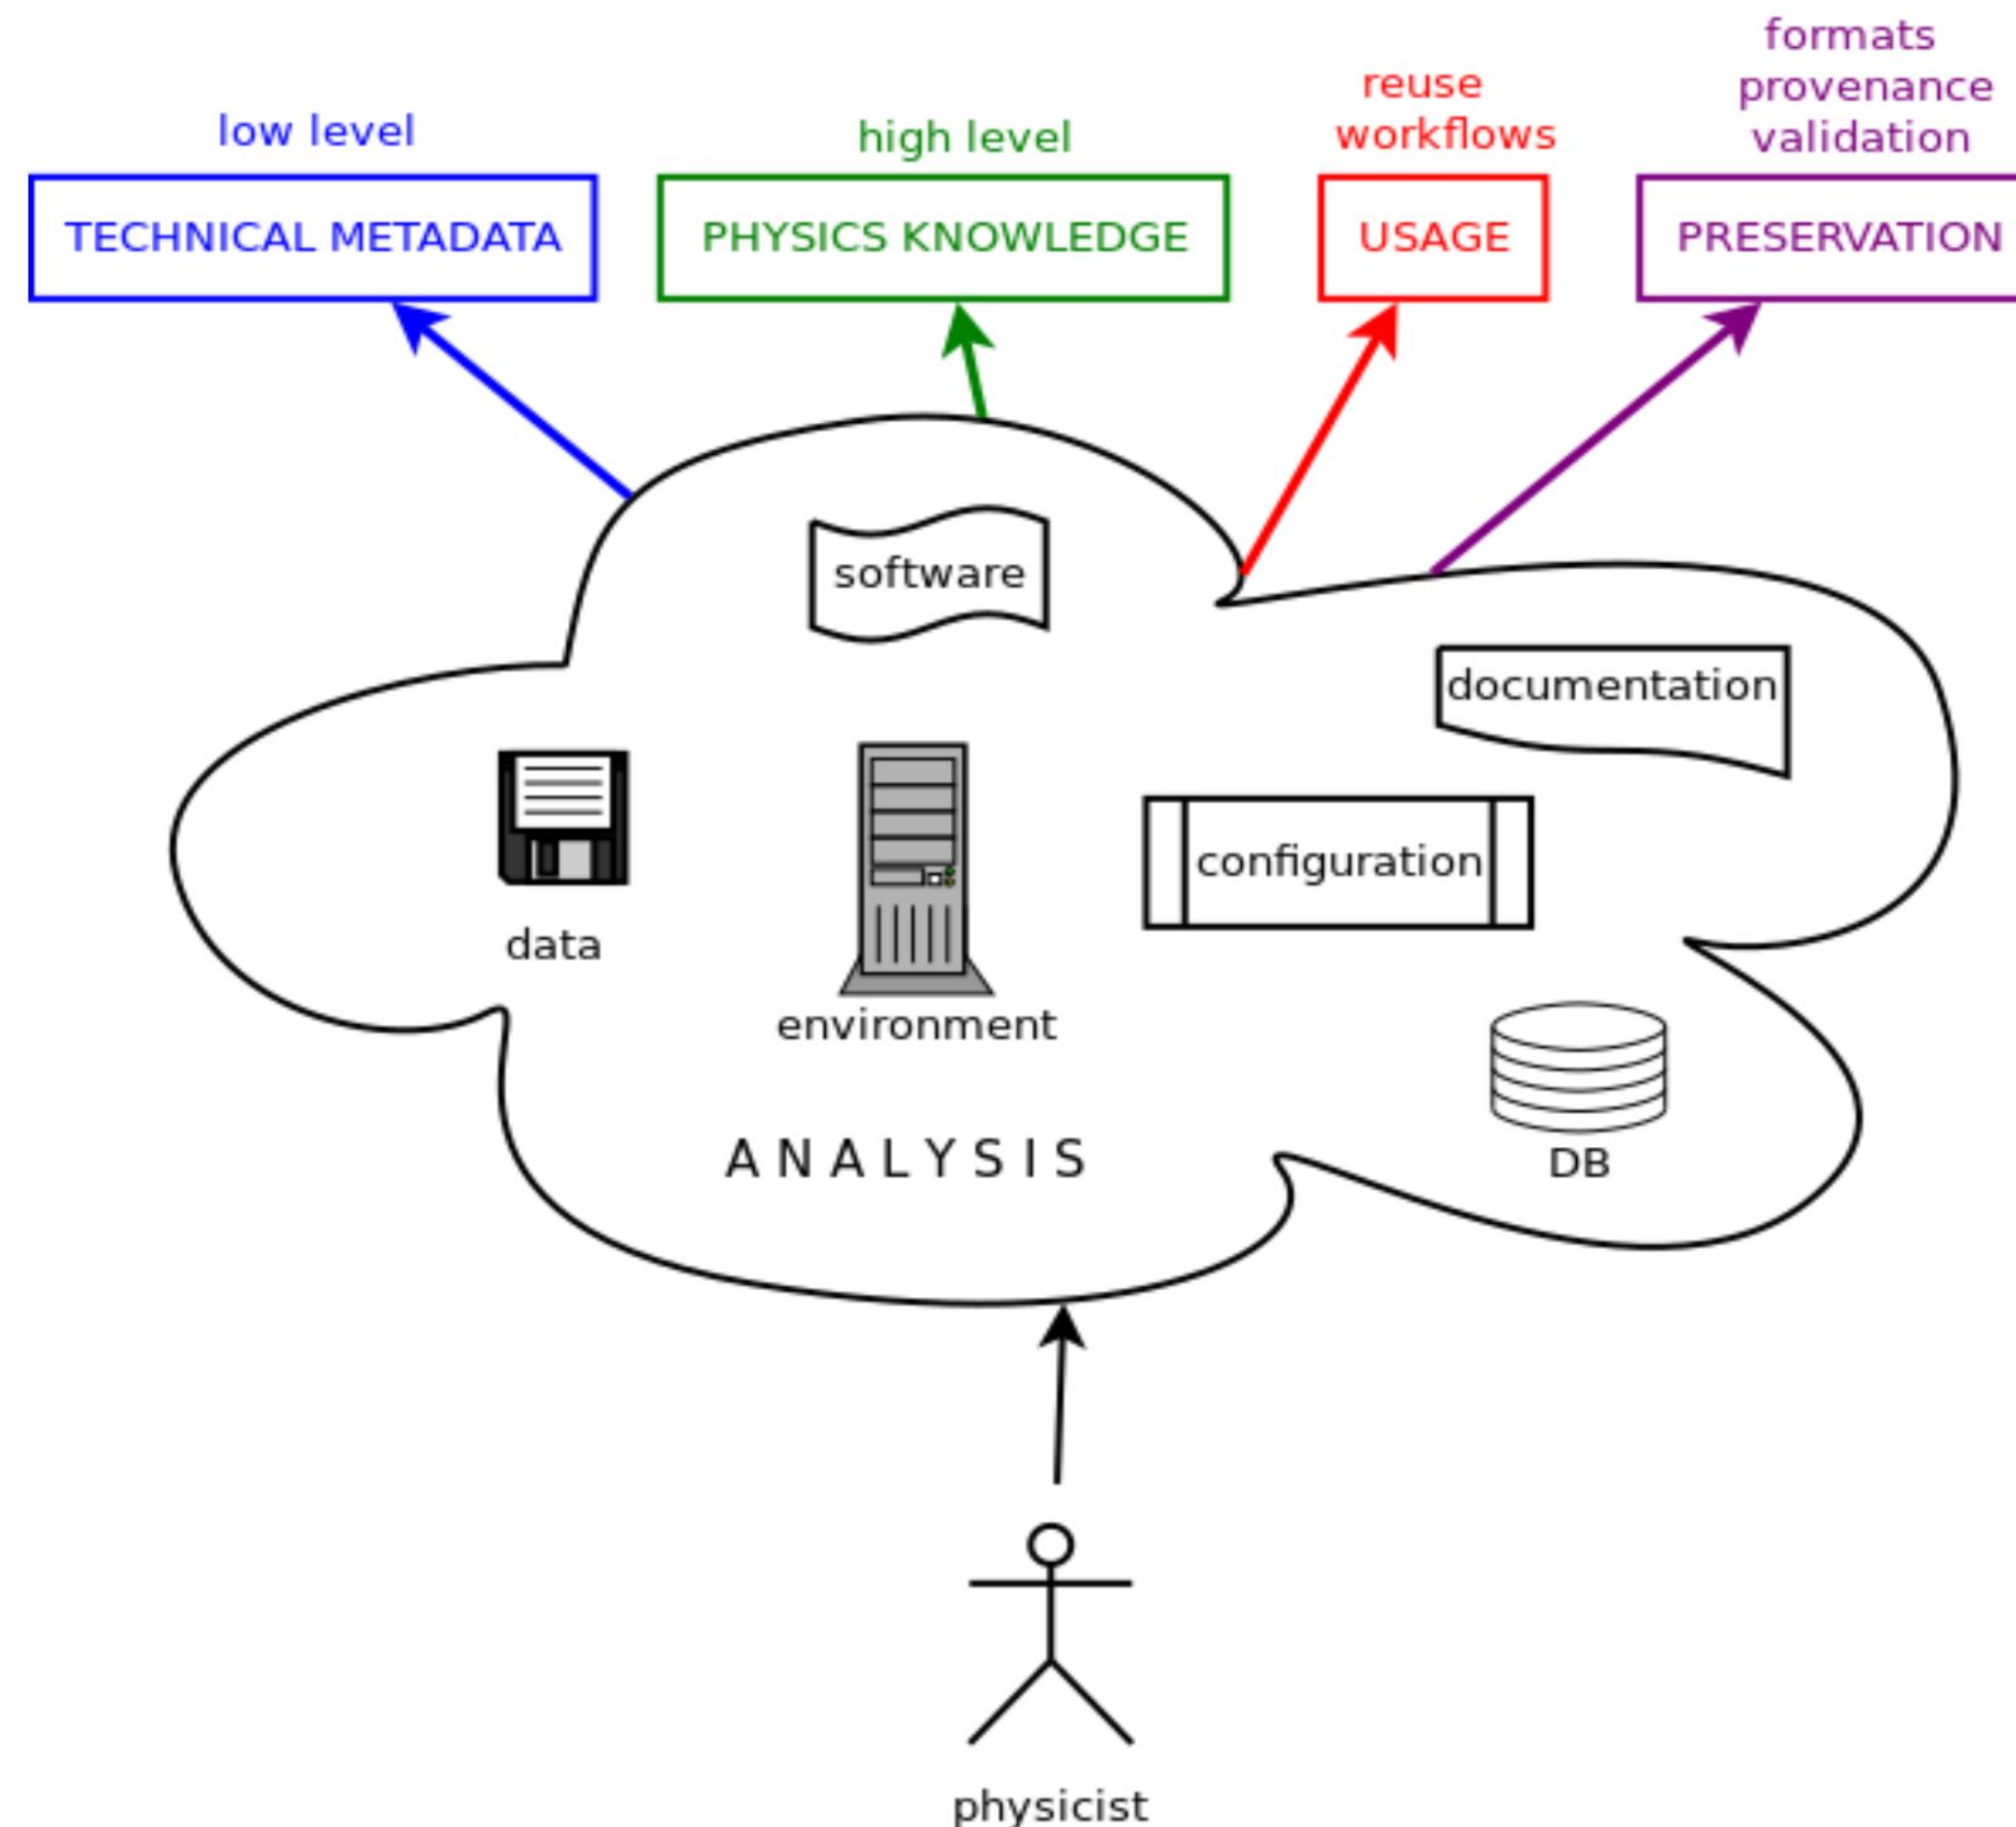 formats
reuse
provenance
low level
high level
workflows
validation
TECHNICAL METADATA
PHYSICS KNOWLEDGE
USAGE
PRESERVATION
software
documentation
configuration
data
environment
ANALYSIS
DB
physicist